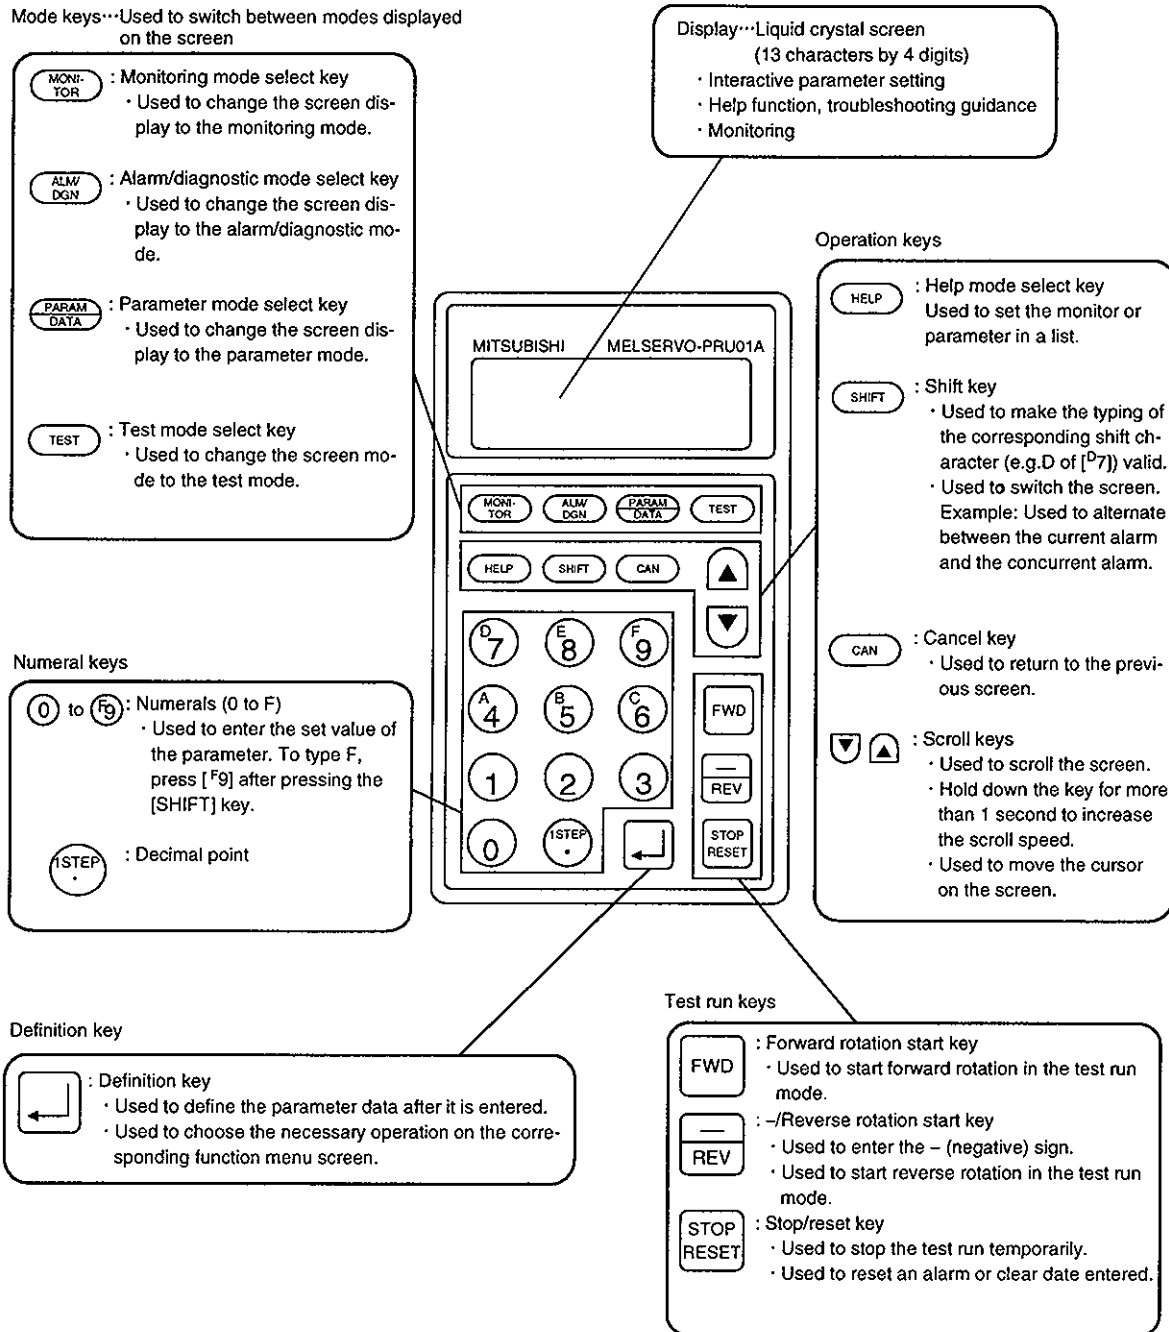 Mode keys···Used to switch between modes displayed
on the screen
MONI-
TOR
: Monitoring mode select key
· Used to change the screen dis-
play to the monitoring mode.
ALM/
DGN
: Alarm/diagnostic mode select key
· Used to change the screen dis-
play to the alarm/diagnostic mo-
de.
PARAM
DATA
: Parameter mode select key
· Used to change the screen dis-
play to the parameter mode.
TEST
: Test mode select key
· Used to change the screen mo-
de to the test mode.
Display···Liquid crystal screen
(13 characters by 4 digits)
· Interactive parameter setting
· Help function, troubleshooting guidance
· Monitoring
Operation keys
HELP
: Help mode select key
Used to set the monitor or
parameter in a list.
SHIFT
: Shift key
· Used to make the typing of
the corresponding shift ch-
aracter (e.g.D of [D7]) valid.
· Used to switch the screen.
Example: Used to alternate
between the current alarm
and the concurrent alarm.
CAN
: Cancel key
· Used to return to the previ-
ous screen.
▼ ▲ : Scroll keys
· Used to scroll the screen.
· Hold down the key for more
than 1 second to increase
the scroll speed.
· Used to move the cursor
on the screen.
MITSUBISHI MELSERVO-PRU01A
MONI-
TOR
ALM/
DGN
PARAM
DATA
TEST
HELP SHIFT CAN ▲
▼
D7 E8 F9
A4 B5 C6 FWD
1 2 3
—
REV
0
1STEP
·
STOP
RESET
Numeral keys
0 to F9 : Numerals (0 to F)
· Used to enter the set value of
the parameter. To type F,
press [F9] after pressing the
[SHIFT] key.
1STEP
·
: Decimal point
Definition key
: Definition key
· Used to define the parameter data after it is entered.
· Used to choose the necessary operation on the corre-
sponding function menu screen.
Test run keys
FWD
: Forward rotation start key
· Used to start forward rotation in the test run
mode.
—
REV
: –/Reverse rotation start key
· Used to enter the – (negative) sign.
· Used to start reverse rotation in the test run
mode.
STOP
RESET
: Stop/reset key
· Used to stop the test run temporarily.
· Used to reset an alarm or clear date entered.